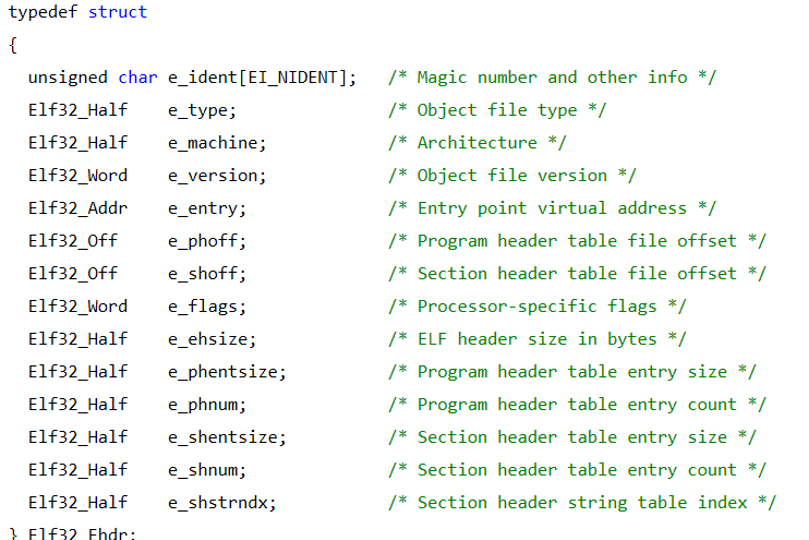 typedef struct
{
  unsigned char e_ident[EI_NIDENT];   /* Magic number and other info */
  Elf32_Half    e_type;               /* Object file type */
  Elf32_Half    e_machine;            /* Architecture */
  Elf32_Word    e_version;            /* Object file version */
  Elf32_Addr    e_entry;              /* Entry point virtual address */
  Elf32_Off     e_phoff;              /* Program header table file offset */
  Elf32_Off     e_shoff;              /* Section header table file offset */
  Elf32_Word    e_flags;              /* Processor-specific flags */
  Elf32_Half    e_ehsize;             /* ELF header size in bytes */
  Elf32_Half    e_phentsize;          /* Program header table entry size */
  Elf32_Half    e_phnum;              /* Program header table entry count */
  Elf32_Half    e_shentsize;          /* Section header table entry size */
  Elf32_Half    e_shnum;              /* Section header table entry count */
  Elf32_Half    e_shstrndx;           /* Section header string table index */
} Elf32_Ehdr;